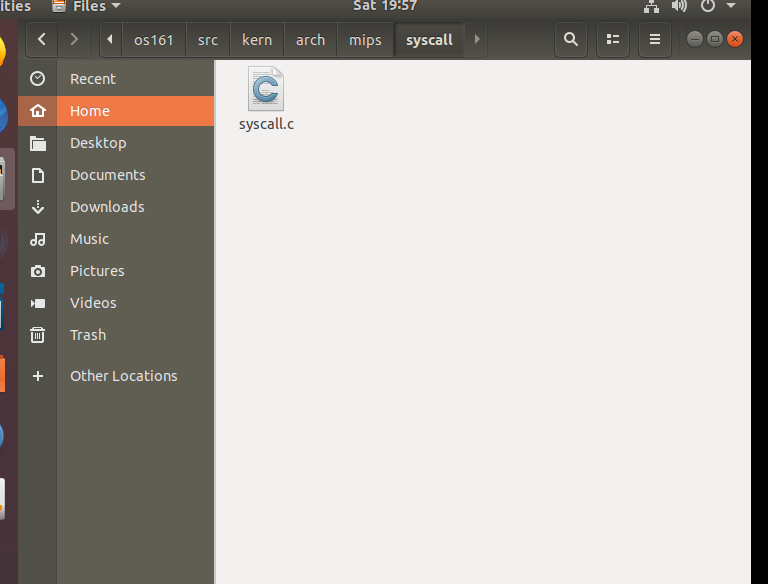 ities Files Sat 19:57
os161 src kern arch mips syscall
Recent
Home
Desktop
Documents
Downloads
Music
Pictures
Videos
Trash
Other Locations
syscall.c